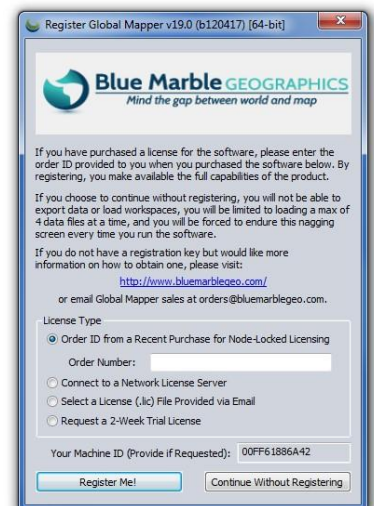 Register Global Mapper v19.0 (b120417) [64-bit]
Blue Marble GEOGRAPHICS
Mind the gap between world and map
If you have purchased a license for the software, please enter the
order ID provided to you when you purchased the software below. By
registering, you make available the full capabilities of the product.
If you choose to continue without registering, you will not be able to
export data or load workspaces, you will be limited to loading a max of
4 data files at a time, and you will be forced to endure this nagging
screen every time you run the software.
If you do not have a registration key but would like more
information on how to obtain one, please visit:
http://www.bluemarblegeo.com/
or email Global Mapper sales at orders@bluemarblegeo.com.
License Type
Order ID from a Recent Purchase for Node-Locked Licensing
Order Number:
Connect to a Network License Server
Select a License (.lic) File Provided via Email
Request a 2-Week Trial License
Your Machine ID (Provide if Requested): 00FF61886A42
Register Me! Continue Without Registering